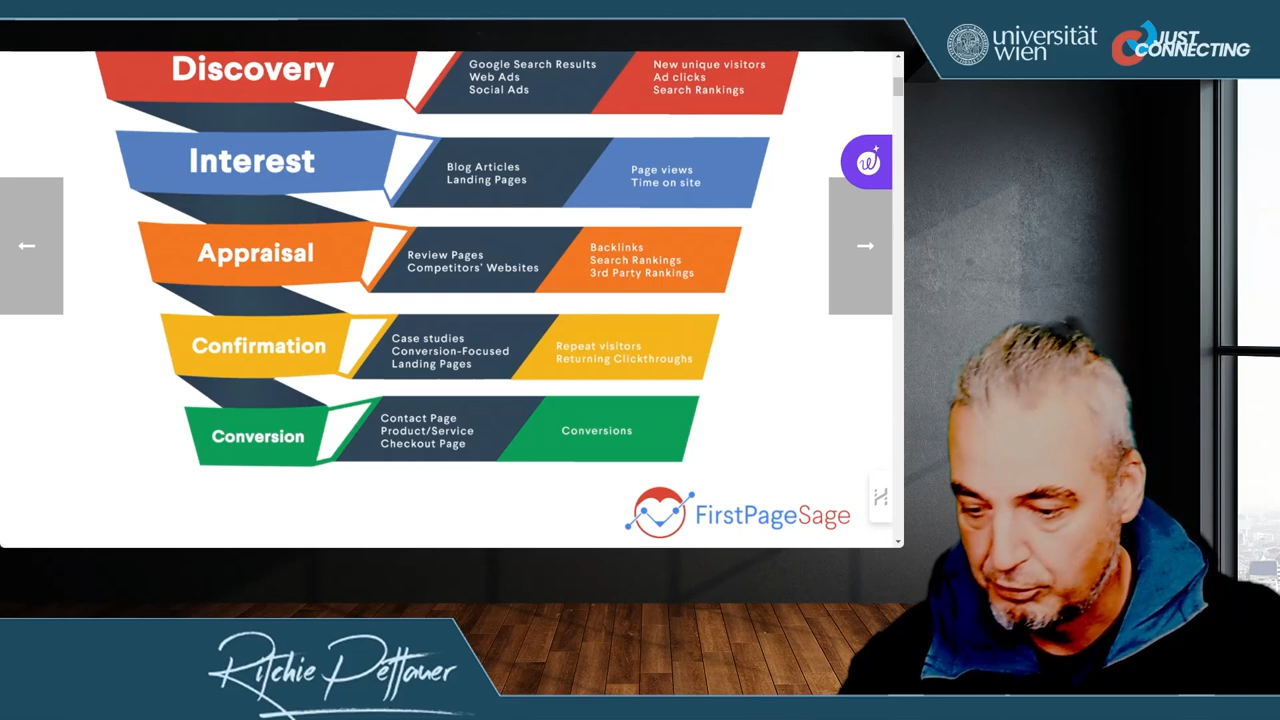 universität
wien
JUST
CONNECTING
Discovery
Google Search Results
Web Ads
Social Ads
New unique visitors
Ad clicks
Search Rankings
Interest
Blog Articles
Landing Pages
Page views
Time on site
Appraisal
Review Pages
Competitors' Websites
Backlinks
Search Rankings
3rd Party Rankings
Confirmation
Case studies
Conversion-Focused
Landing Pages
Repeat visitors
Returning Clickthroughs
Conversion
Contact Page
Product/Service
Checkout Page
Conversions
FirstPageSage
Ritchie Pettauer